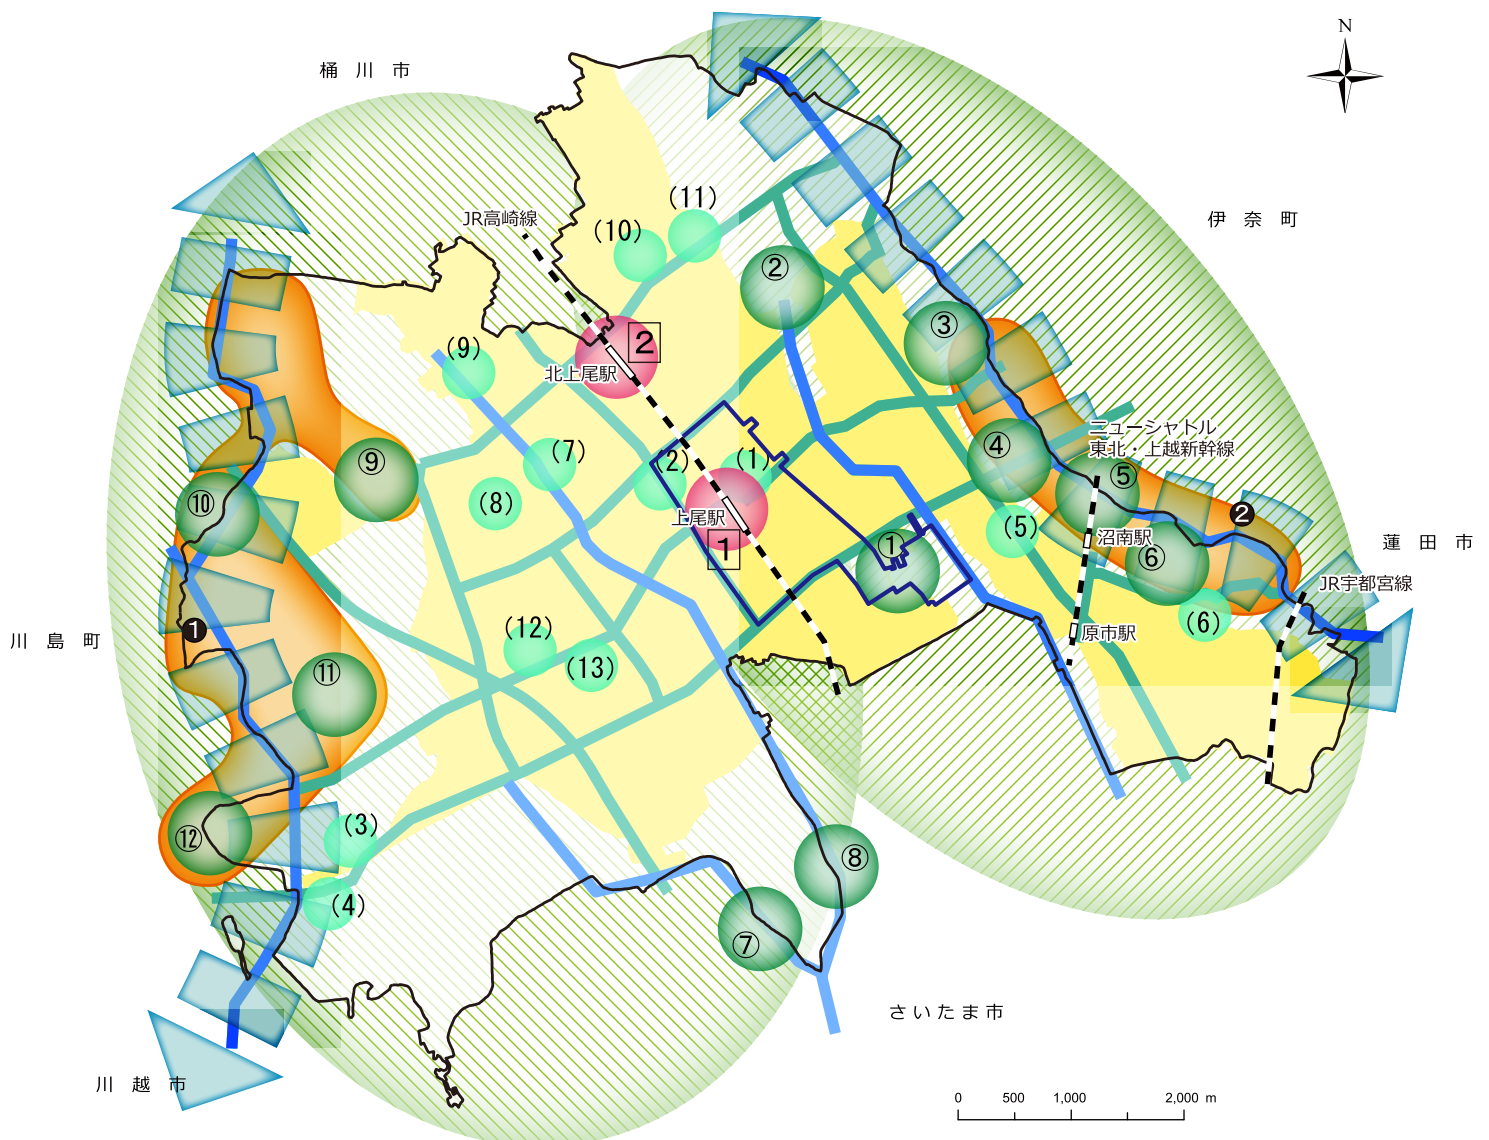 N
桶川市
伊奈町
(11)
JR高崎線
(10)
②
③
2
(9)
北上尾駅
ニューシャトル
東北・上越新幹線
④
(7)
(2)
(1)
⑨
⑤
⑩
(8)
上尾駅
❷
(5)
沼南駅
蓮田市
1
①
⑥
JR宇都宮線
❶
川島町
(12)
(6)
原市駅
(13)
⑪
(3)
⑫
⑧
(4)
⑦
さいたま市
川越市
0 500 1,000 2,000 m